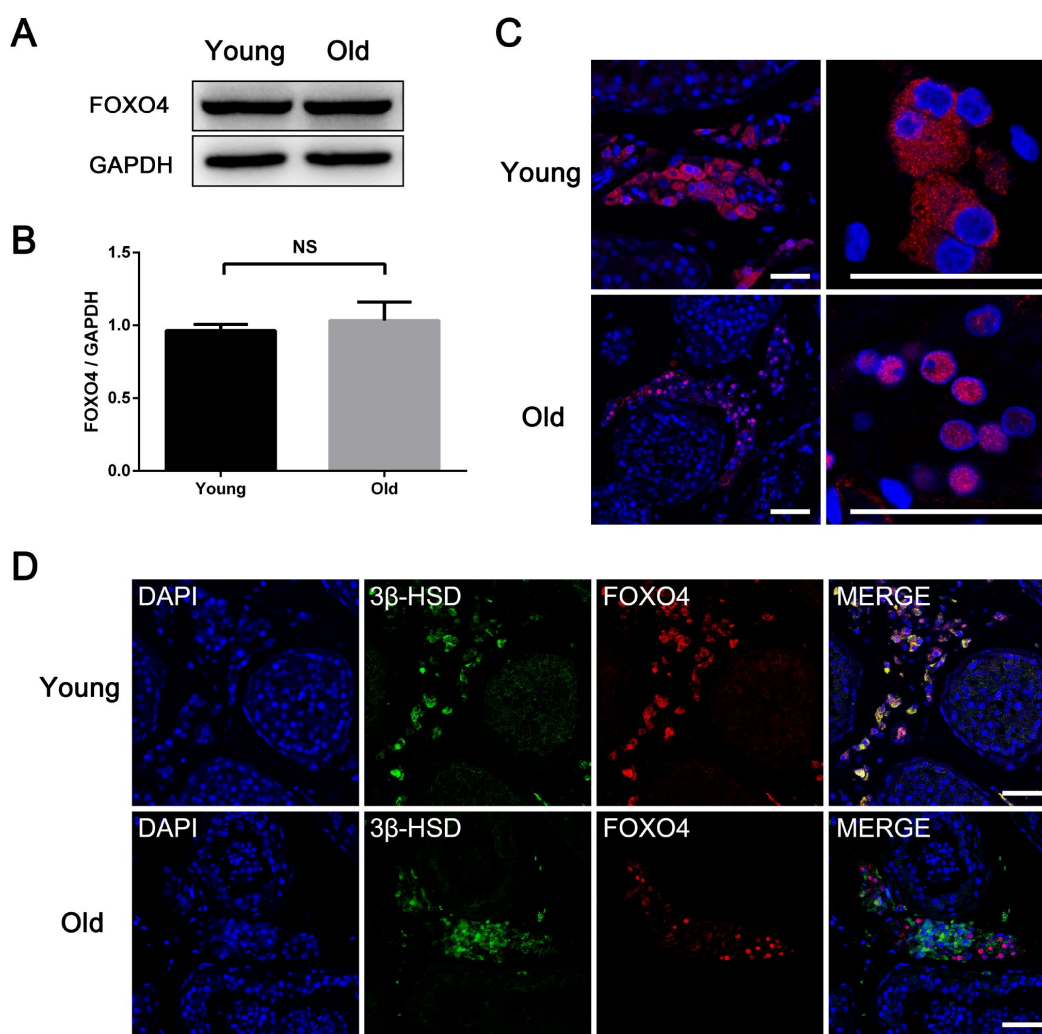 A
Young Old
FOXO4
GAPDH
B
1.5
1.0
0.5
0.0
FOXO4 / GAPDH
NS
Young Old
C
Young
Old
D
DAPI 3β-HSD FOXO4 MERGE
Young
DAPI 3β-HSD FOXO4 MERGE
Old